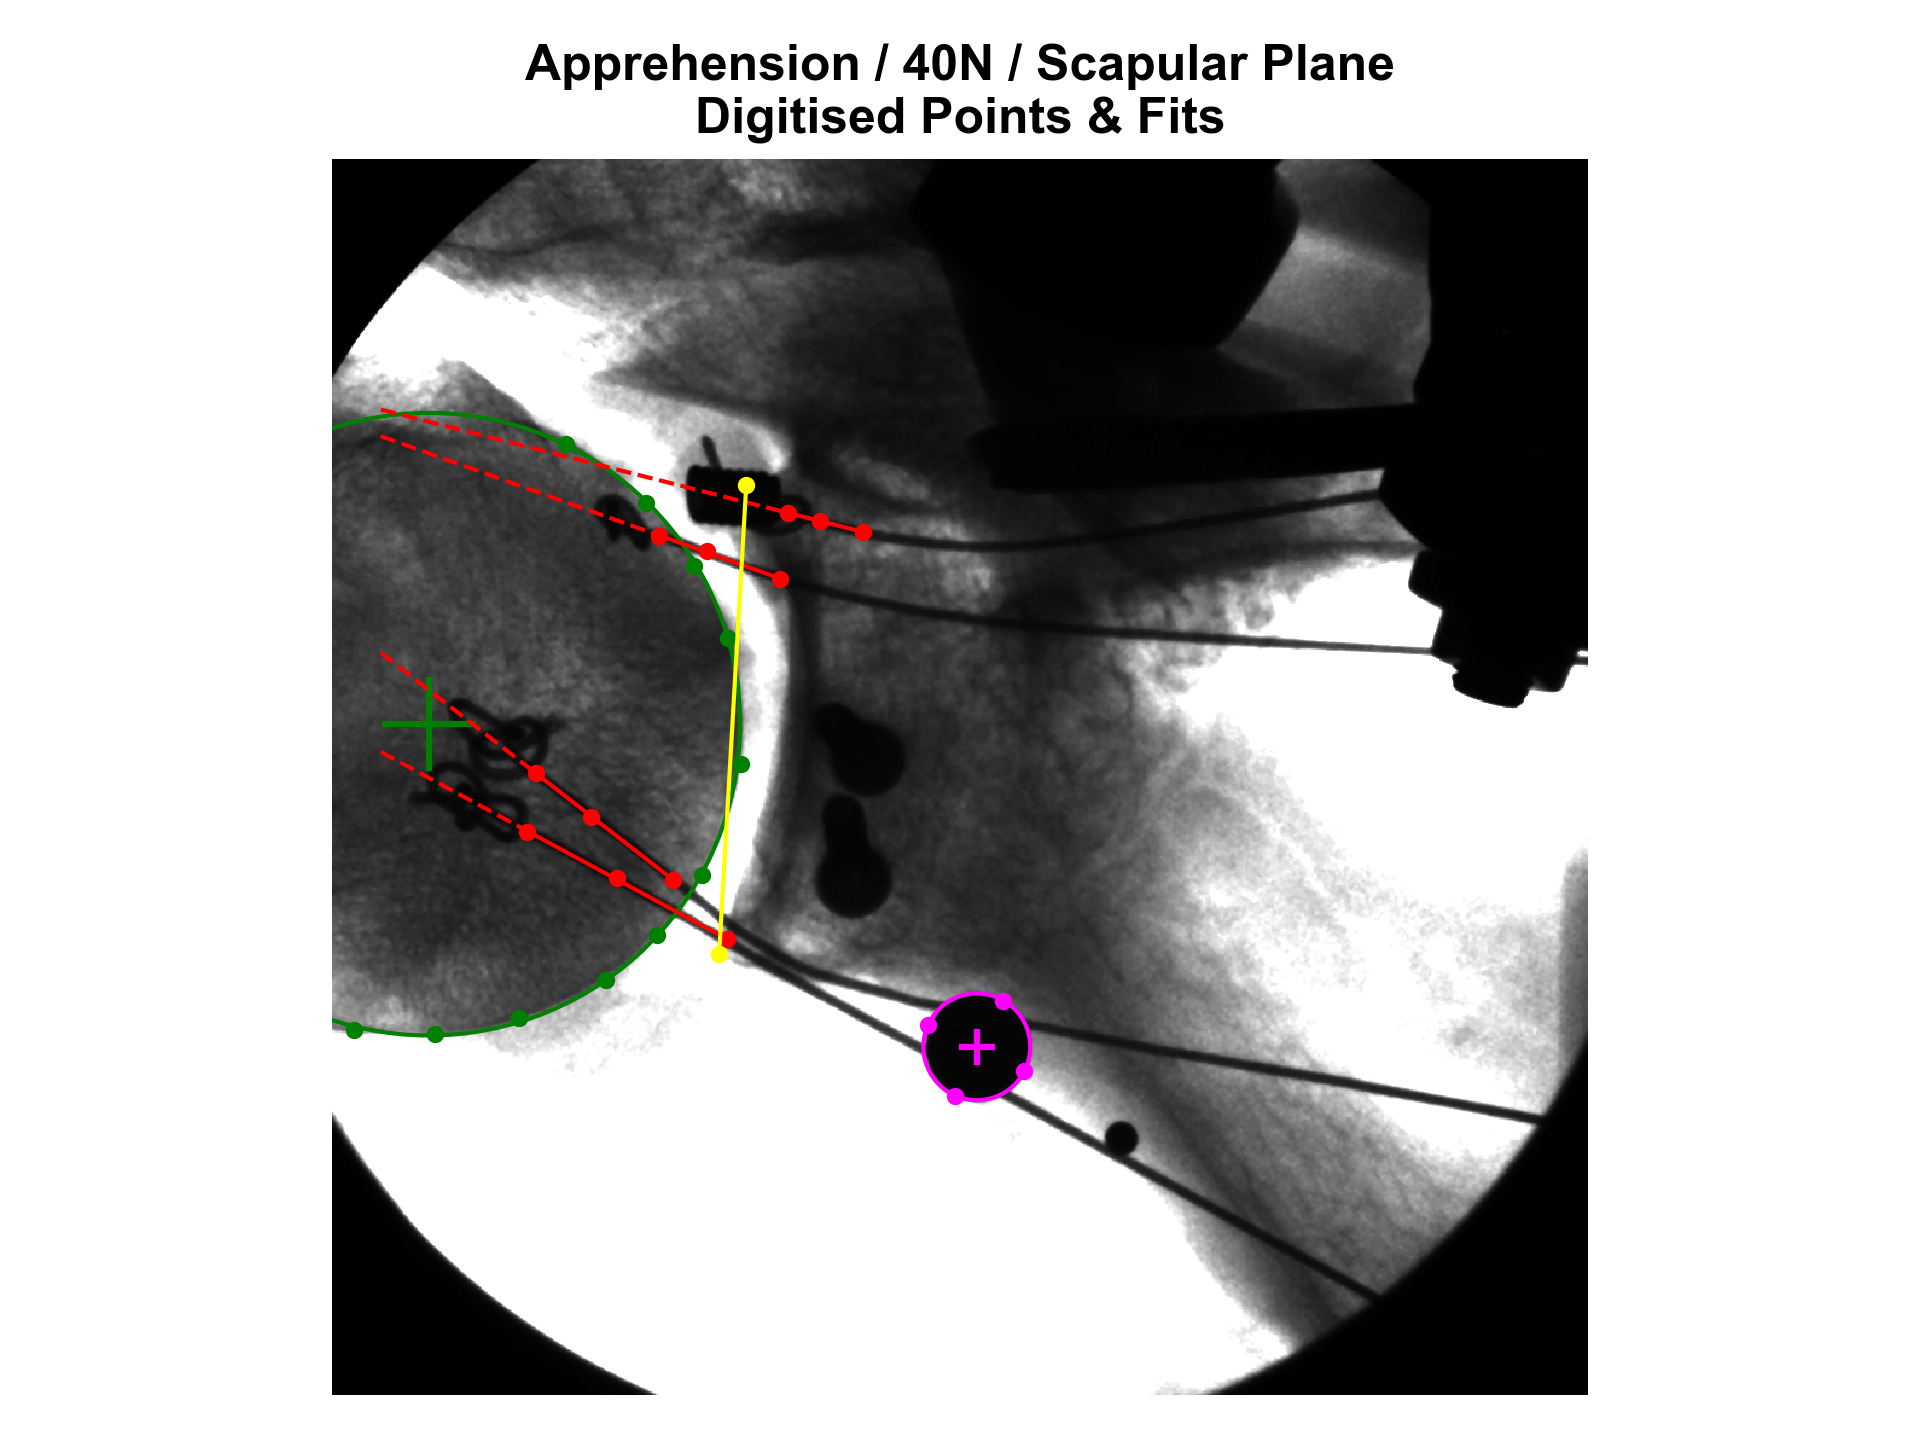 Apprehension / 40N / Scapular Plane
Digitised Points & Fits